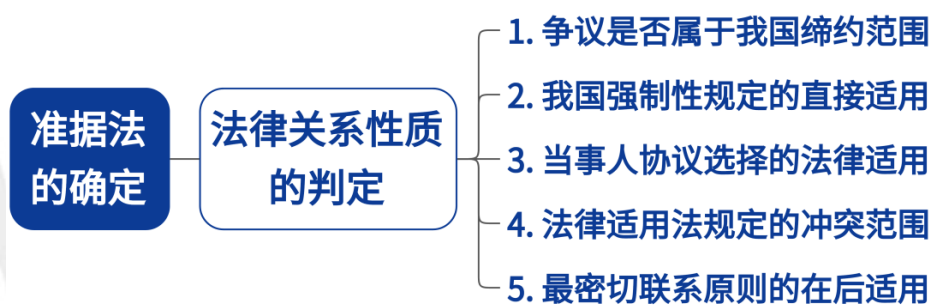 准据法
的确定
法律关系性质
的判定
1. 争议是否属于我国缔约范围
2. 我国强制性规定的直接适用
3. 当事人协议选择的法律适用
4. 法律适用法规定的冲突范围
5. 最密切联系原则的在后适用